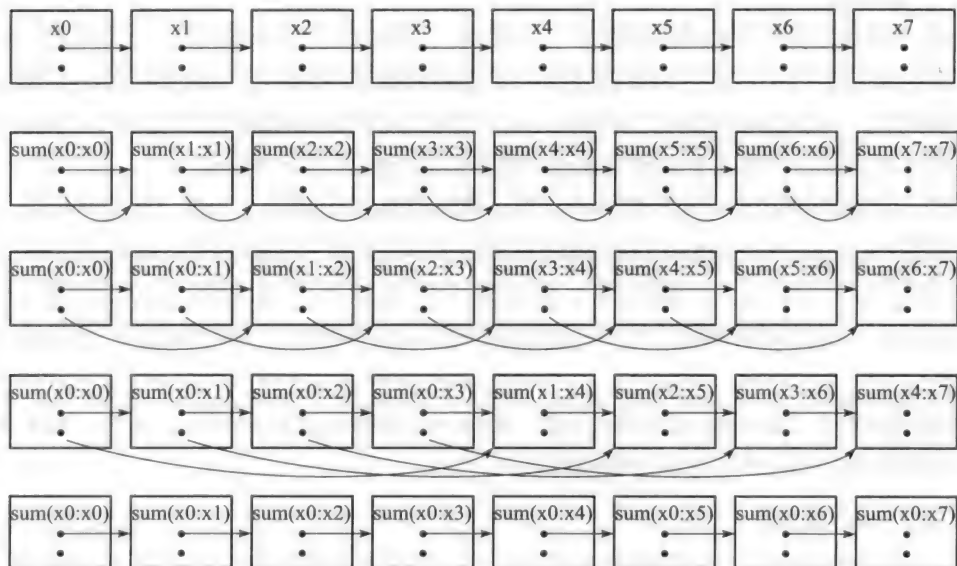 x0 x1 x2 x3 x4 x5 x6 x7
sum(x0:x0) sum(x1:x1) sum(x2:x2) sum(x3:x3) sum(x4:x4) sum(x5:x5) sum(x6:x6) sum(x7:x7)
sum(x0:x0) sum(x0:x1) sum(x1:x2) sum(x2:x3) sum(x3:x4) sum(x4:x5) sum(x5:x6) sum(x6:x7)
sum(x0:x0) sum(x0:x1) sum(x0:x2) sum(x0:x3) sum(x1:x4) sum(x2:x5) sum(x3:x6) sum(x4:x7)
sum(x0:x0) sum(x0:x1) sum(x0:x2) sum(x0:x3) sum(x0:x4) sum(x0:x5) sum(x0:x6) sum(x0:x7)